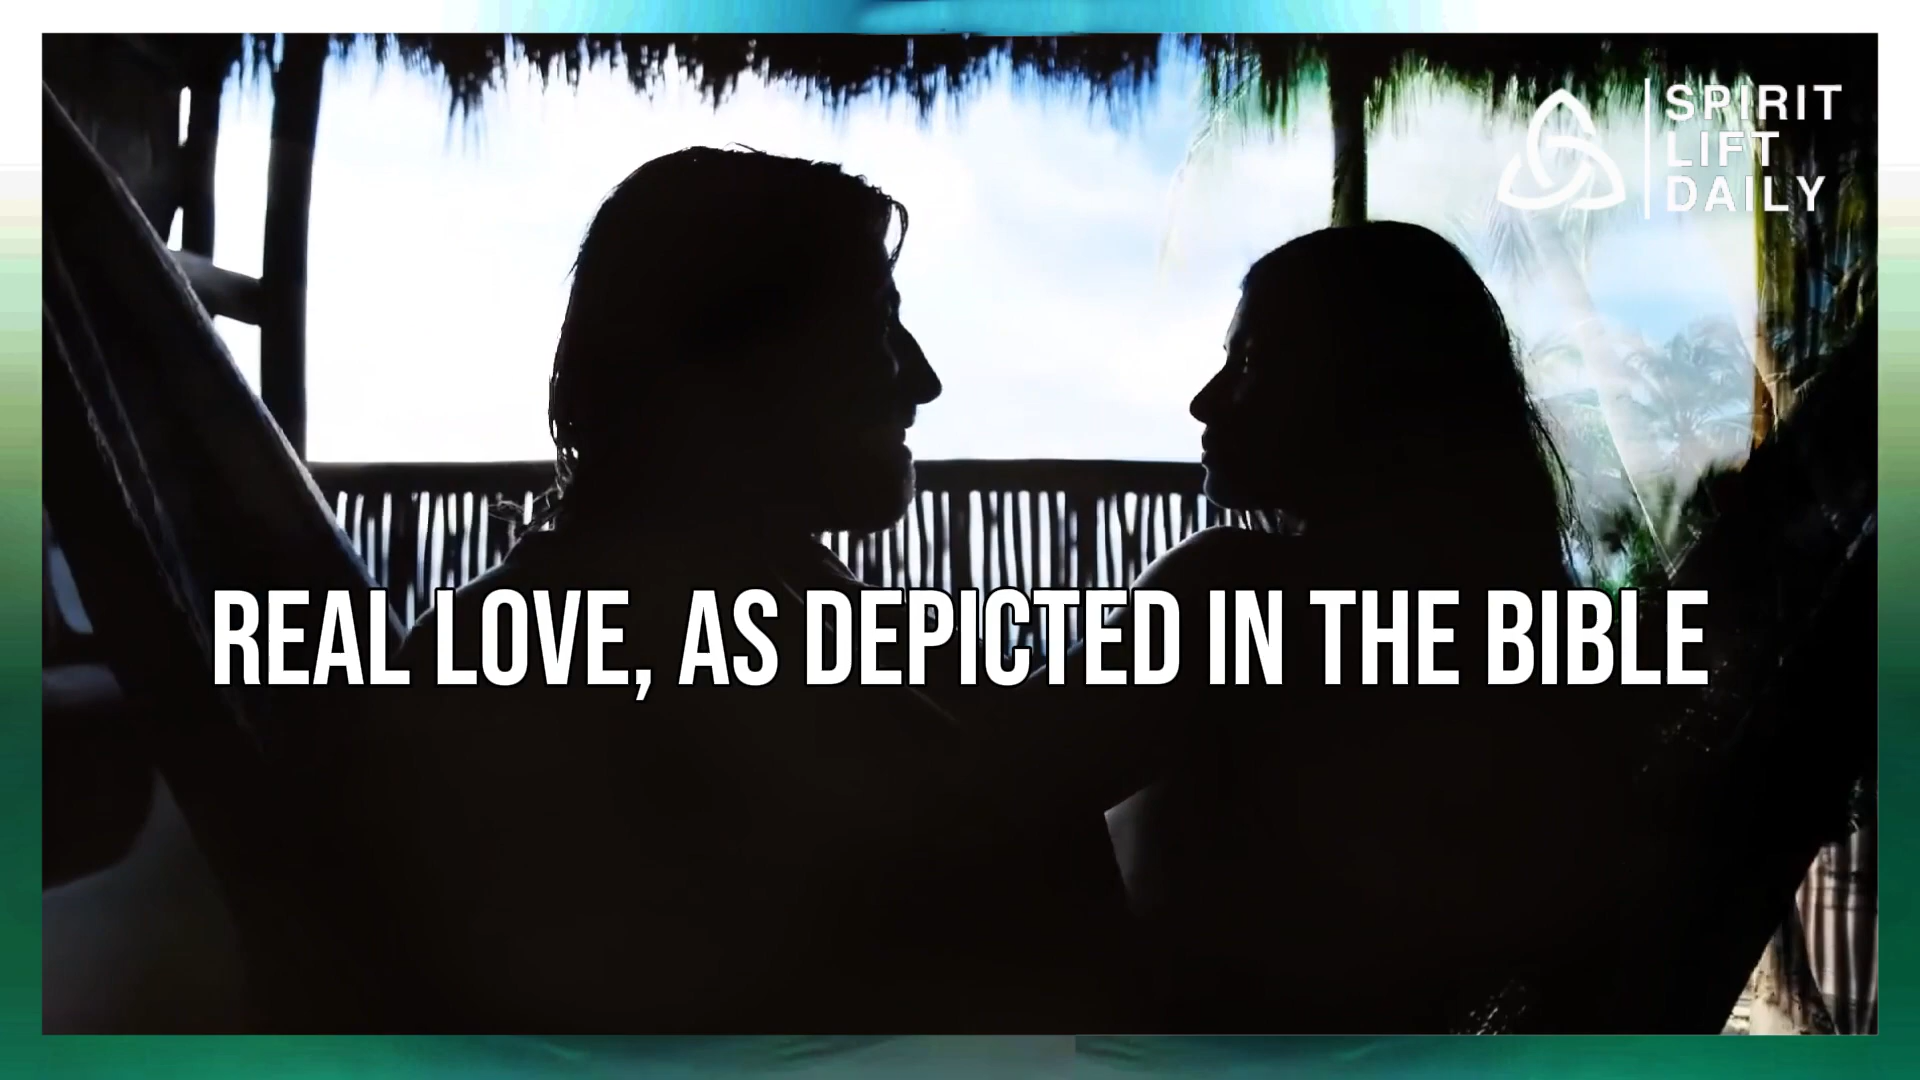 SPIRIT
LIFT
DAILY
REAL LOVE, AS DEPICTED IN THE BIBLE